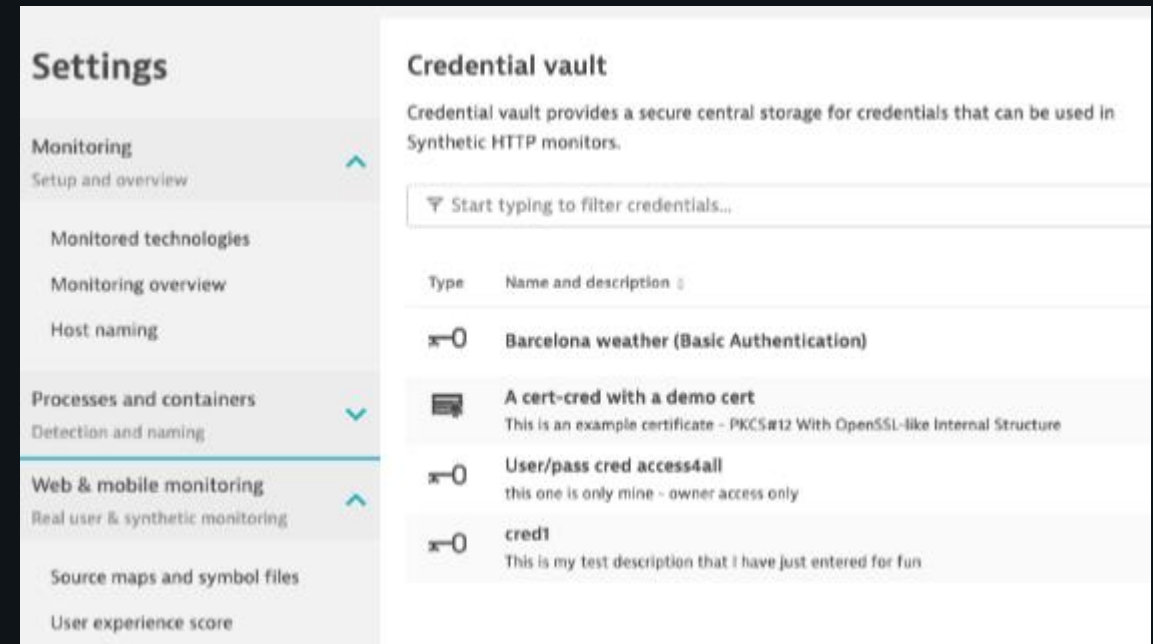 Settings
Monitoring
Setup and overview
Monitored technologies
Monitoring overview
Host naming
Processes and containers
Detection and naming
Web & mobile monitoring
Real user & synthetic monitoring
Source maps and symbol files
User experience score
Credential vault
Credential vault provides a secure central storage for credentials that can be used in
Synthetic HTTP monitors.
Start typing to filter credentials...
Type Name and description
Barcelona weather (Basic Authentication)
A cert-cred with a demo cert
This is an example certificate - PKCS#12 With OpenSSL-like Internal Structure
User/pass cred access4all
this one is only mine - owner access only
cred1
This is my test description that I have just entered for fun